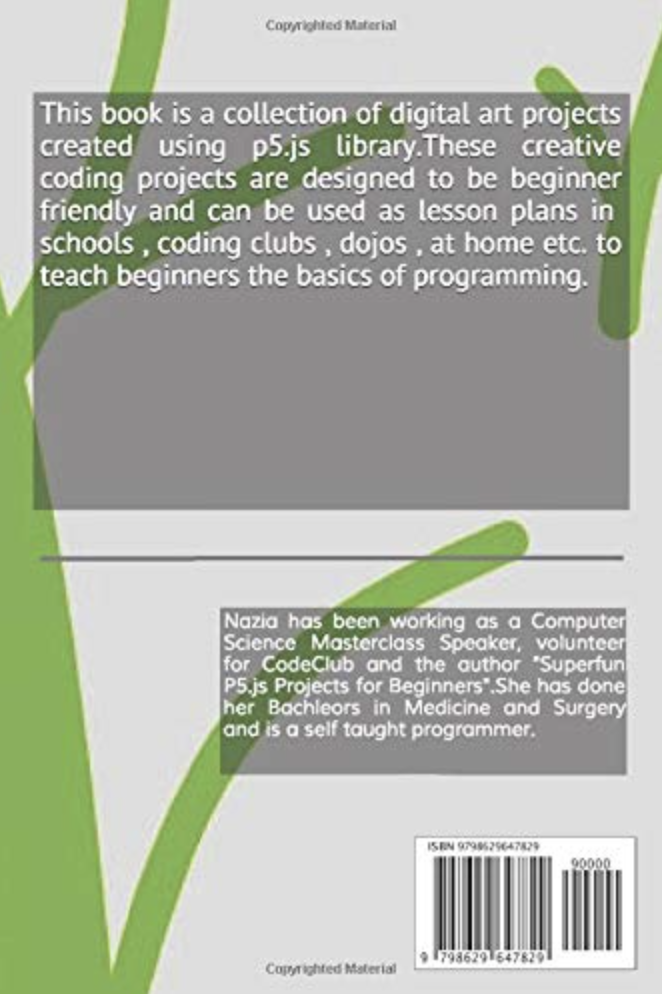 Copyrighted Material
This book is a collection of digital art projects
created using p5.js library.These creative
coding projects are designed to be beginner
friendly and can be used as lesson plans in
schools , coding clubs , dojos , at home etc. to
teach beginners the basics of programming.
Nazia has been working as a Computer
Science Masterclass Speaker, volunteer
for CodeClub and the author "Superfun
P5.js Projects for Beginners".She has done
her Bachleors in Medicine and Surgery
and is a self taught programmer.
ISBN 9798629647829
90000
9 798629 647829
Copyrighted Material